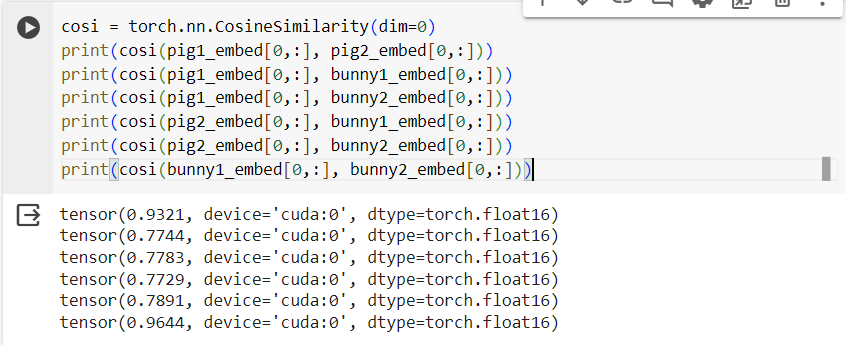 cosi = torch.nn.CosineSimilarity(dim=0)
print(cosi(pig1_embed[0,:], pig2_embed[0,:]))
print(cosi(pig1_embed[0,:], bunny1_embed[0,:]))
print(cosi(pig1_embed[0,:], bunny2_embed[0,:]))
print(cosi(pig2_embed[0,:], bunny1_embed[0,:]))
print(cosi(pig2_embed[0,:], bunny2_embed[0,:]))
print(cosi(bunny1_embed[0,:], bunny2_embed[0,:]))
tensor(0.9321, device='cuda:0', dtype=torch.float16)
tensor(0.7744, device='cuda:0', dtype=torch.float16)
tensor(0.7783, device='cuda:0', dtype=torch.float16)
tensor(0.7729, device='cuda:0', dtype=torch.float16)
tensor(0.7891, device='cuda:0', dtype=torch.float16)
tensor(0.9644, device='cuda:0', dtype=torch.float16)